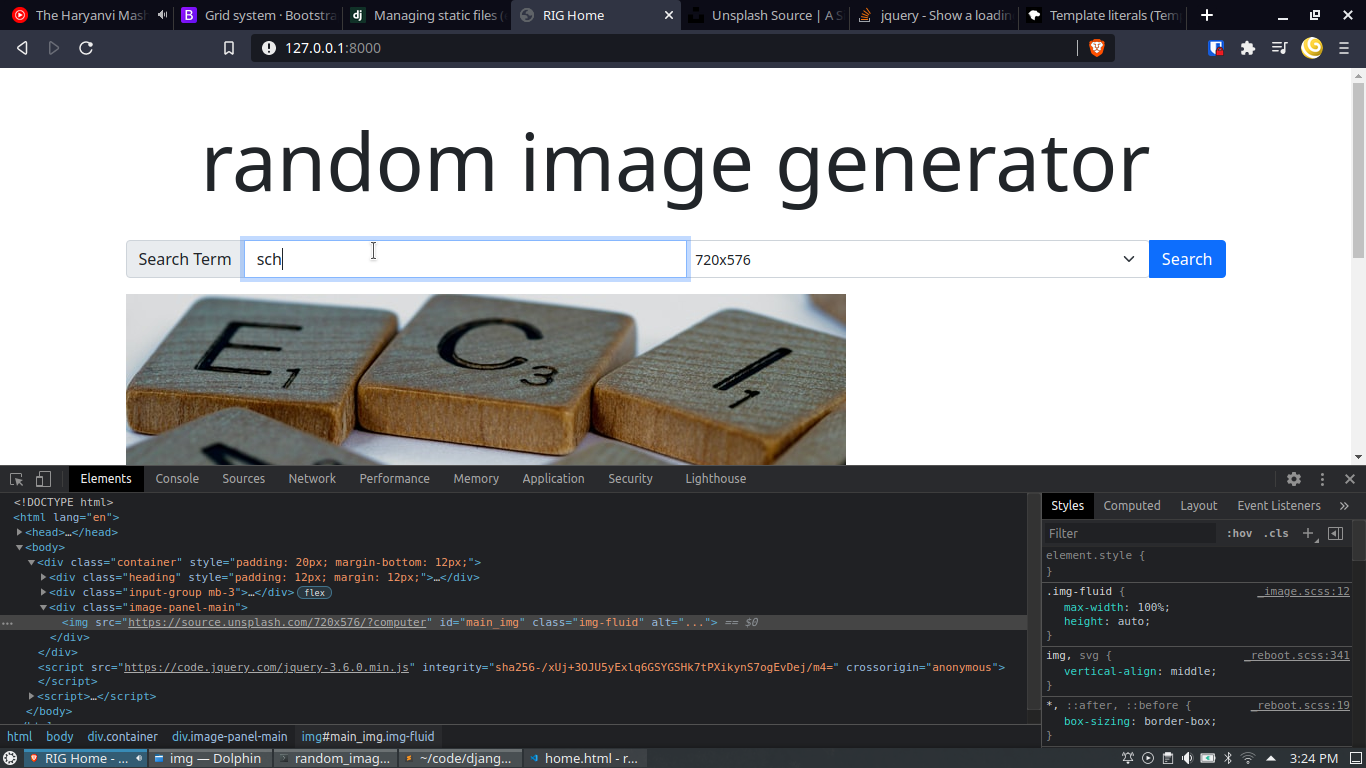 The Haryanvi Mash
Grid system · Bootstra
Managing static files (
RIG Home
Unsplash Source | A S
jquery - Show a loadin
Template literals (Temp
127.0.0.1:8000
random image generator
Search Term
sch
720x576
Search
E1 C3 I1
Elements Console Sources Network Performance Memory Application Security Lighthouse
<!DOCTYPE html>
<html lang="en">
<head>…</head>
<body>
<div class="container" style="padding: 20px; margin-bottom: 12px;">
<div class="heading" style="padding: 12px; margin: 12px;">…</div>
<div class="input-group mb-3">…</div> flex
<div class="image-panel-main">
<img src="https://source.unsplash.com/720x576/?computer" id="main_img" class="img-fluid" alt="..."> == $0
</div>
</div>
<script src="https://code.jquery.com/jquery-3.6.0.min.js" integrity="sha256-/xUj+3OJU5yExlq6GSYGSHk7tPXikynS7ogEvDej/m4=" crossorigin="anonymous">
</script>
<script>…</script>
</body>
html body div.container div.image-panel-main img#main_img.img-fluid
Styles Computed Layout Event Listeners
Filter :hov .cls
element.style {
}
.img-fluid { _image.scss:12
max-width: 100%;
height: auto;
}
img, svg { _reboot.scss:341
vertical-align: middle;
}
*, ::after, ::before { _reboot.scss:19
box-sizing: border-box;
}
RIG Home - ...
img — Dolphin
random_imag...
~/code/djang...
home.html - r...
3:24 PM